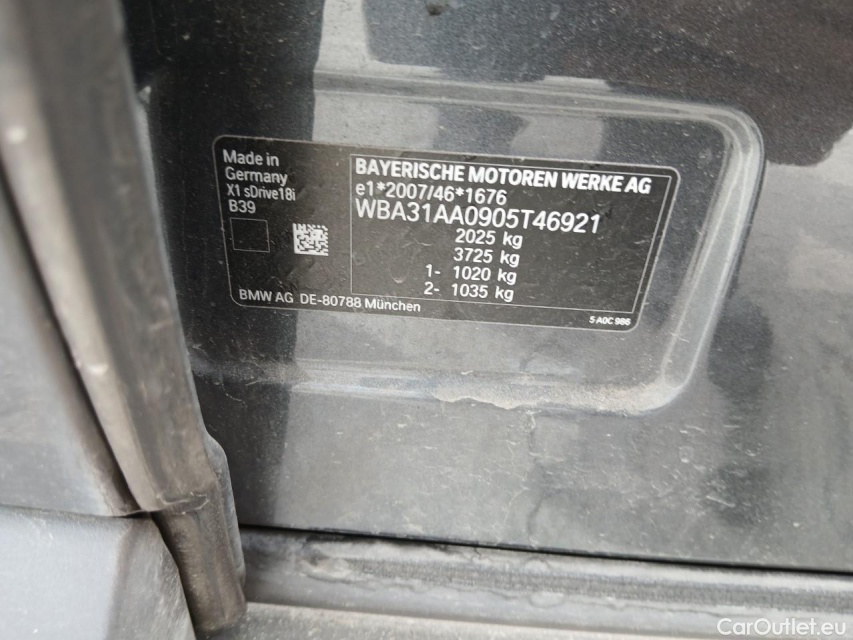 Made in
Germany
X1 sDrive18i
B39
BAYERISCHE MOTOREN WERKE AG
e1*2007/46*1676
WBA31AA0905T46921
2025 kg
3725 kg
1- 1020 kg
2- 1035 kg
BMW AG DE-80788 München
5 A0C 986
CarOutlet.eu